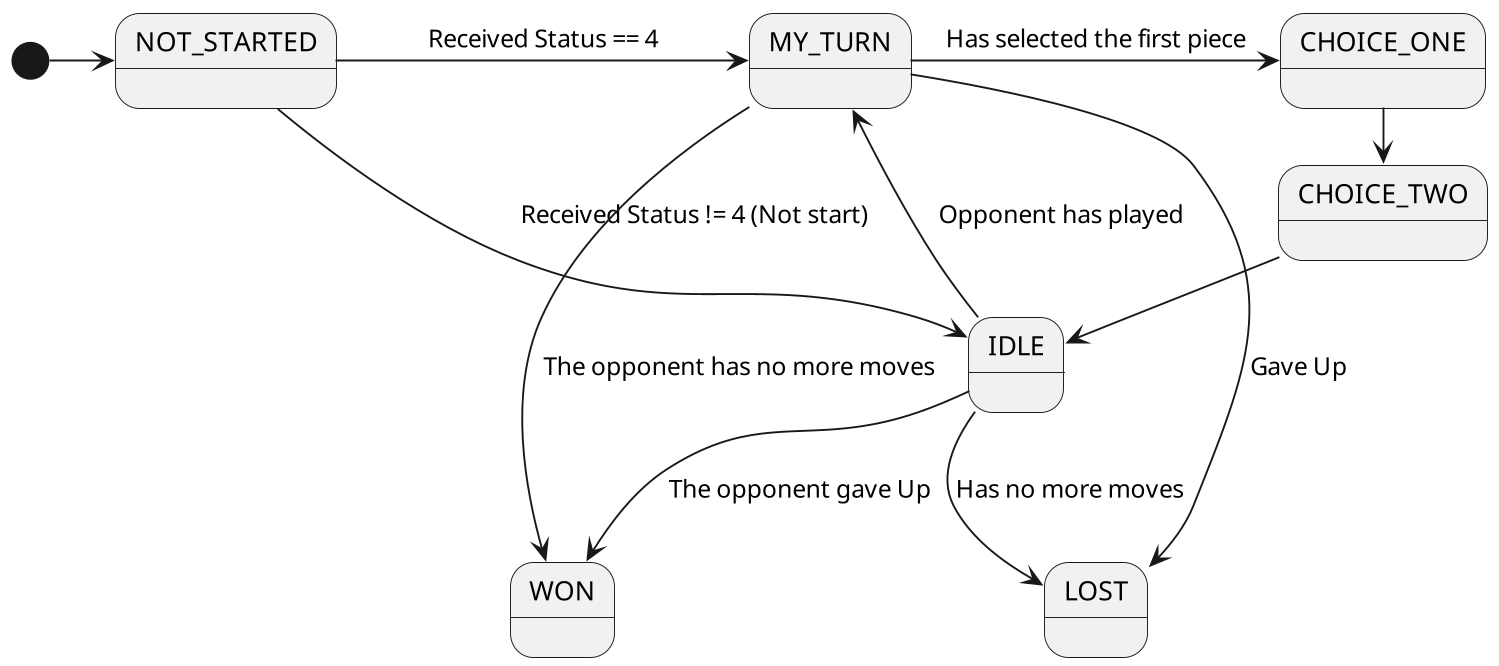 NOT_STARTED
Received Status == 4
MY_TURN
Has selected the first piece
CHOICE_ONE
CHOICE_TWO
Received Status != 4 (Not start)
Opponent has played
IDLE
The opponent has no more moves
Gave Up
The opponent gave Up
Has no more moves
WON
LOST